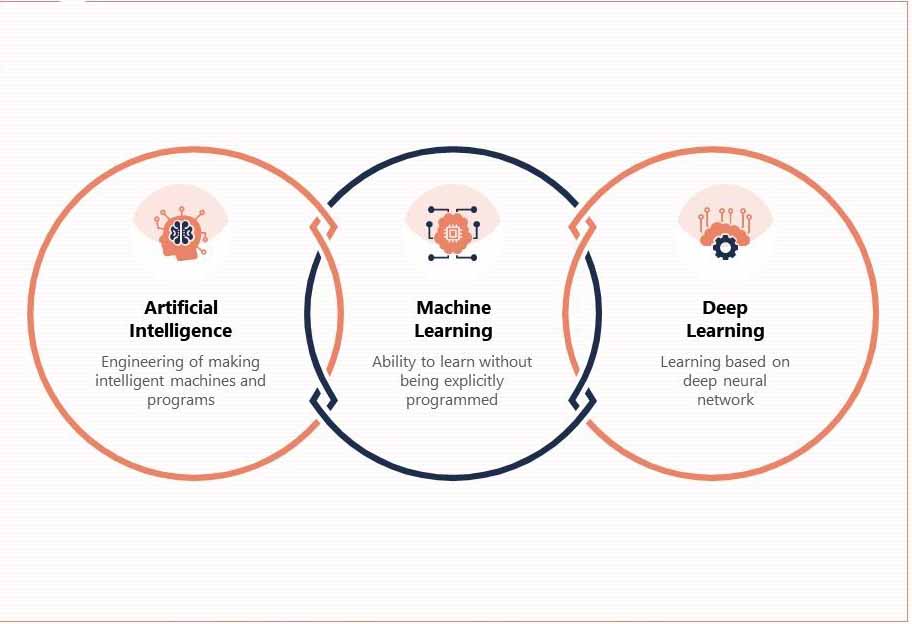 Artificial
Intelligence
Engineering of making
intelligent machines and
programs
Machine
Learning
Ability to learn without
being explicitly
programmed
Deep
Learning
Learning based on
deep neural
network